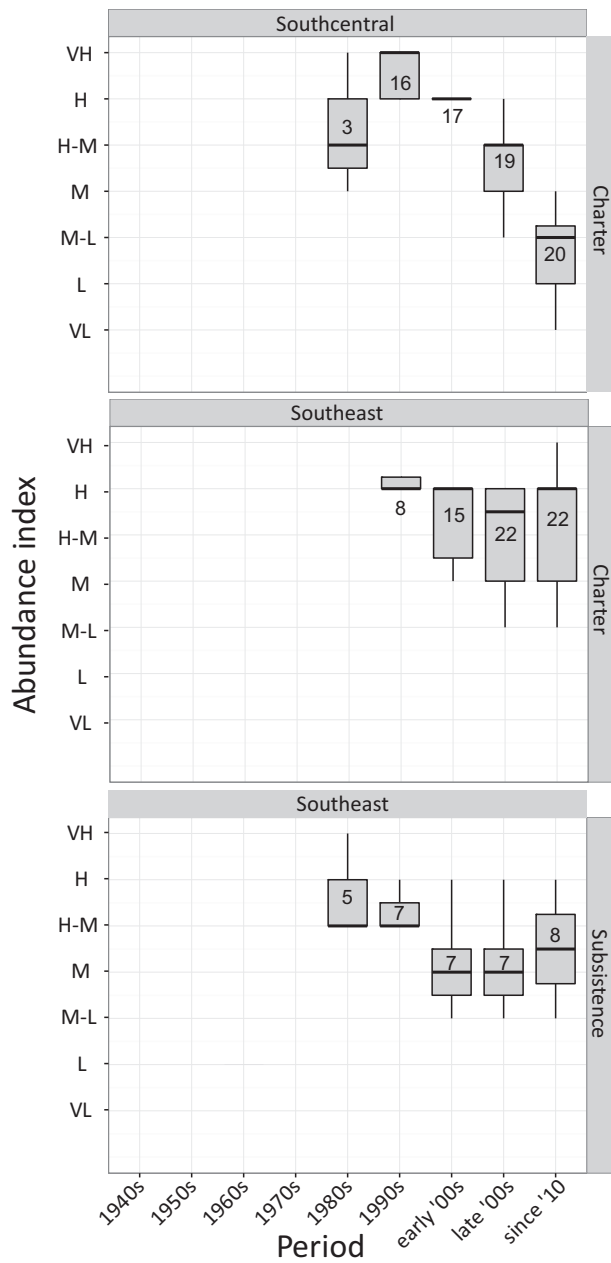 Southcentral
VH
H
H-M
M
M-L
L
VL
3
16
17
19
20
Charter
Southeast
VH
H
H-M
M
M-L
L
VL
8
15
22
22
Charter
Abundance index
Southeast
VH
H
H-M
M
M-L
L
VL
5
7
7
7
8
Subsistence
1940s
1950s
1960s
1970s
1980s
1990s
early '00s
late '00s
since '10
Period